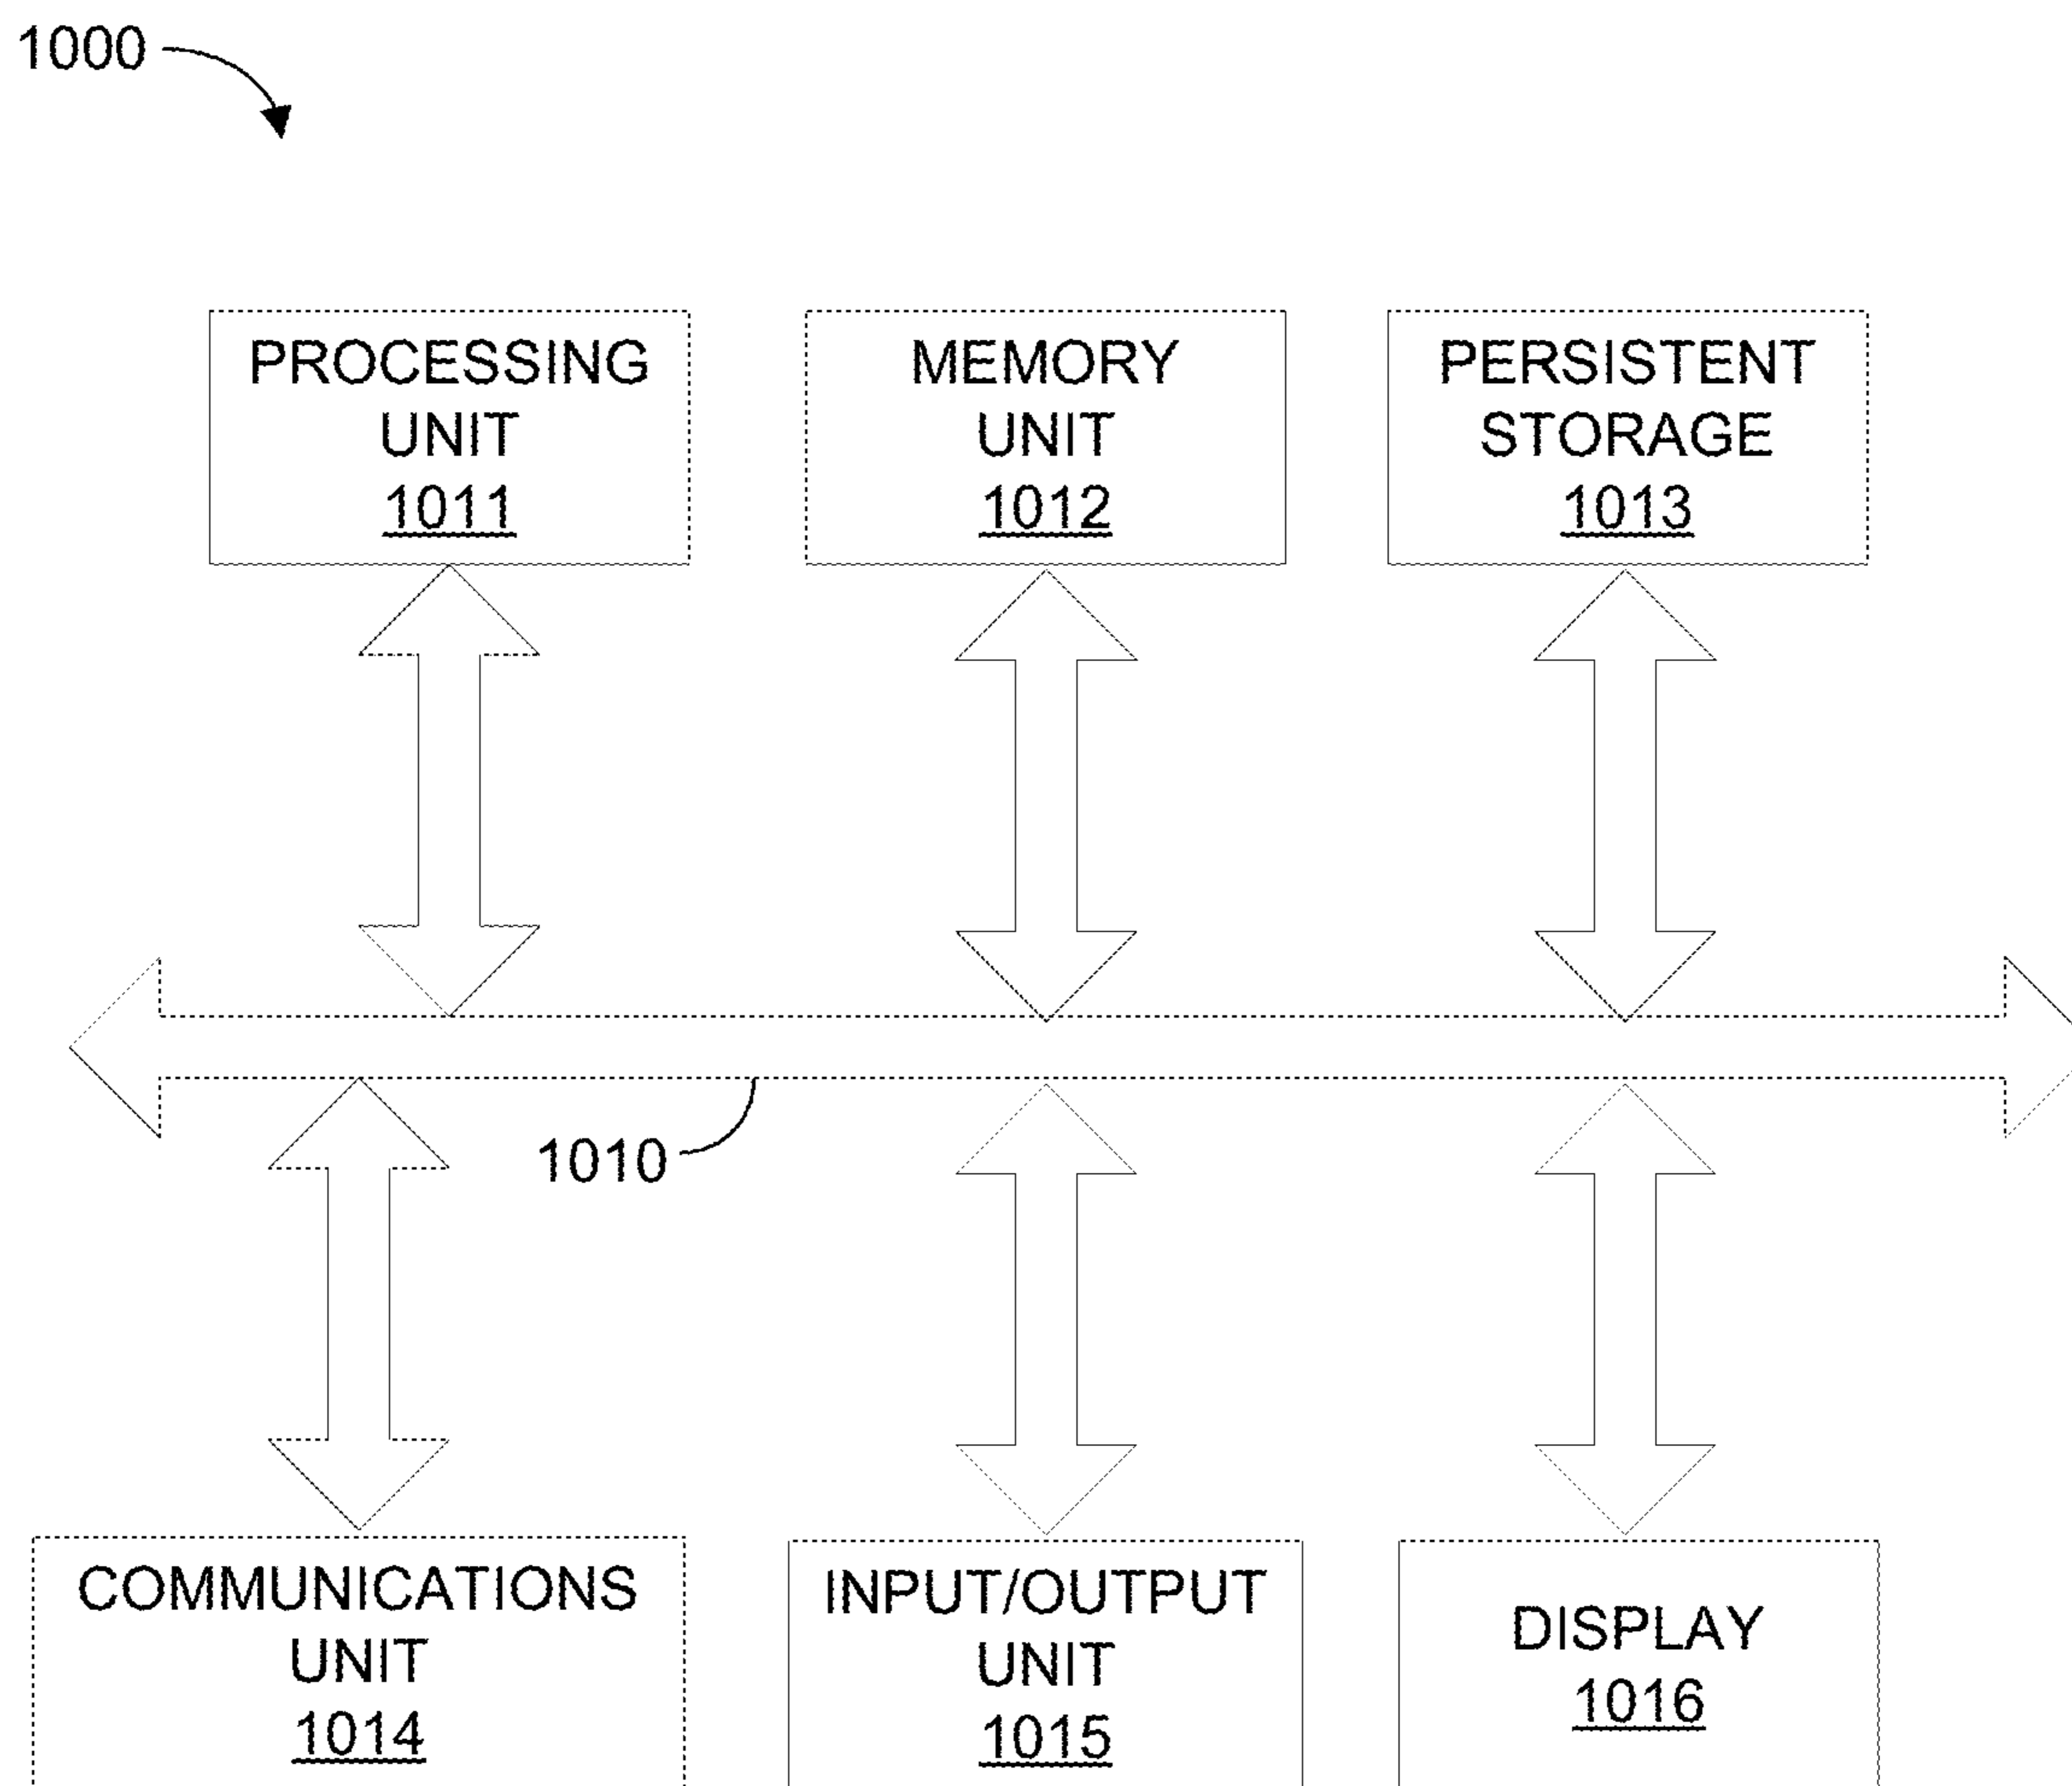 1000
PROCESSING
UNIT
1011
MEMORY
UNIT
1012
PERSISTENT
STORAGE
1013
1010
COMMUNICATIONS
UNIT
1014
INPUT/OUTPUT
UNIT
1015
DISPLAY
1016